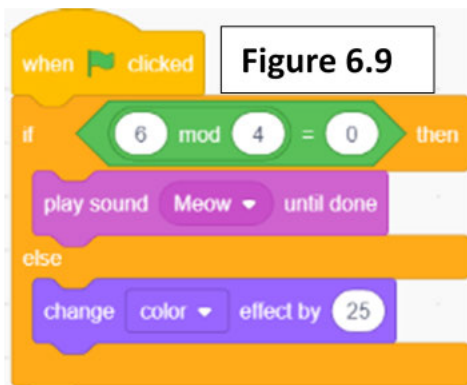 when clicked
Figure 6.9
if 6 mod 4 = 0 then
play sound Meow until done
else
change color effect by 25